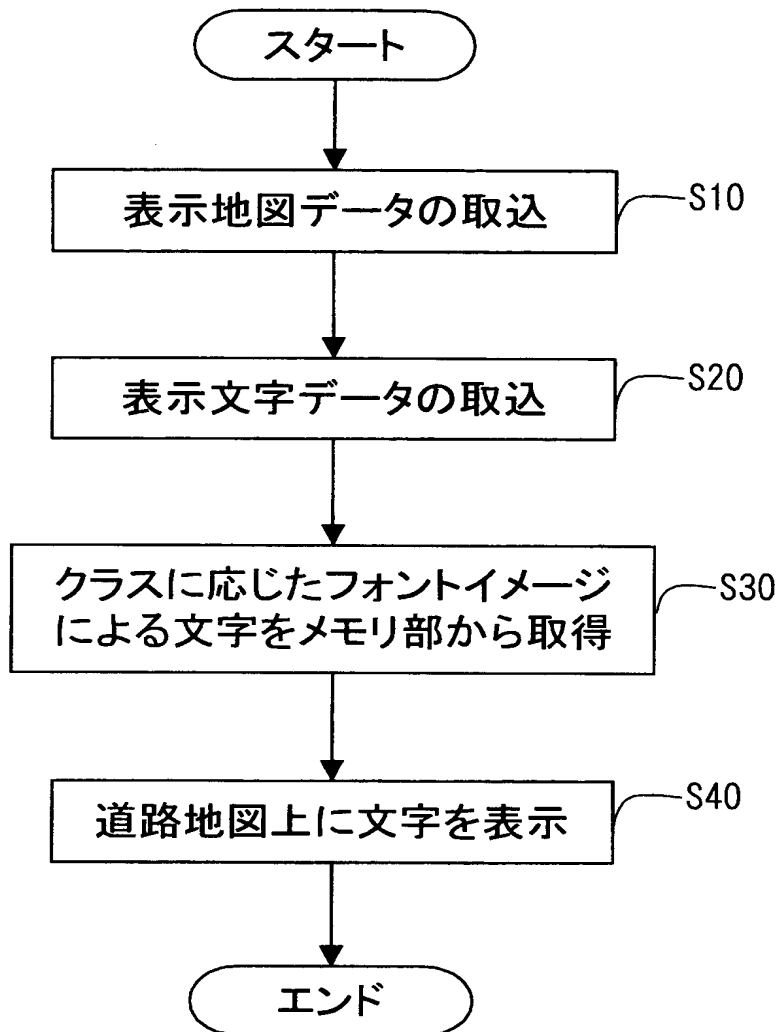 スタート
表示地図データの取込
S10
表示文字データの取込
S20
クラスに応じたフォントイメージ
による文字をメモリ部から取得
S30
道路地図上に文字を表示
S40
エンド